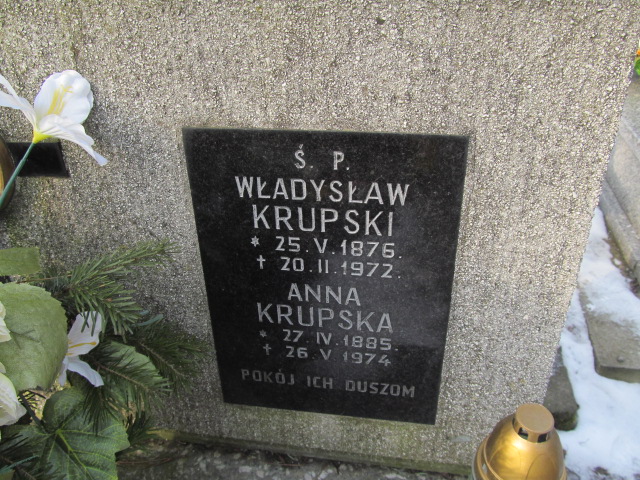 Ś. P.
WŁADYSŁAW
KRUPSKI
* 25. V. 1876.
† 20. II. 1972.
ANNA
KRUPSKA
* 27. IV. 1885.
† 26. V. 1974
POKÓJ ICH DUSZOM